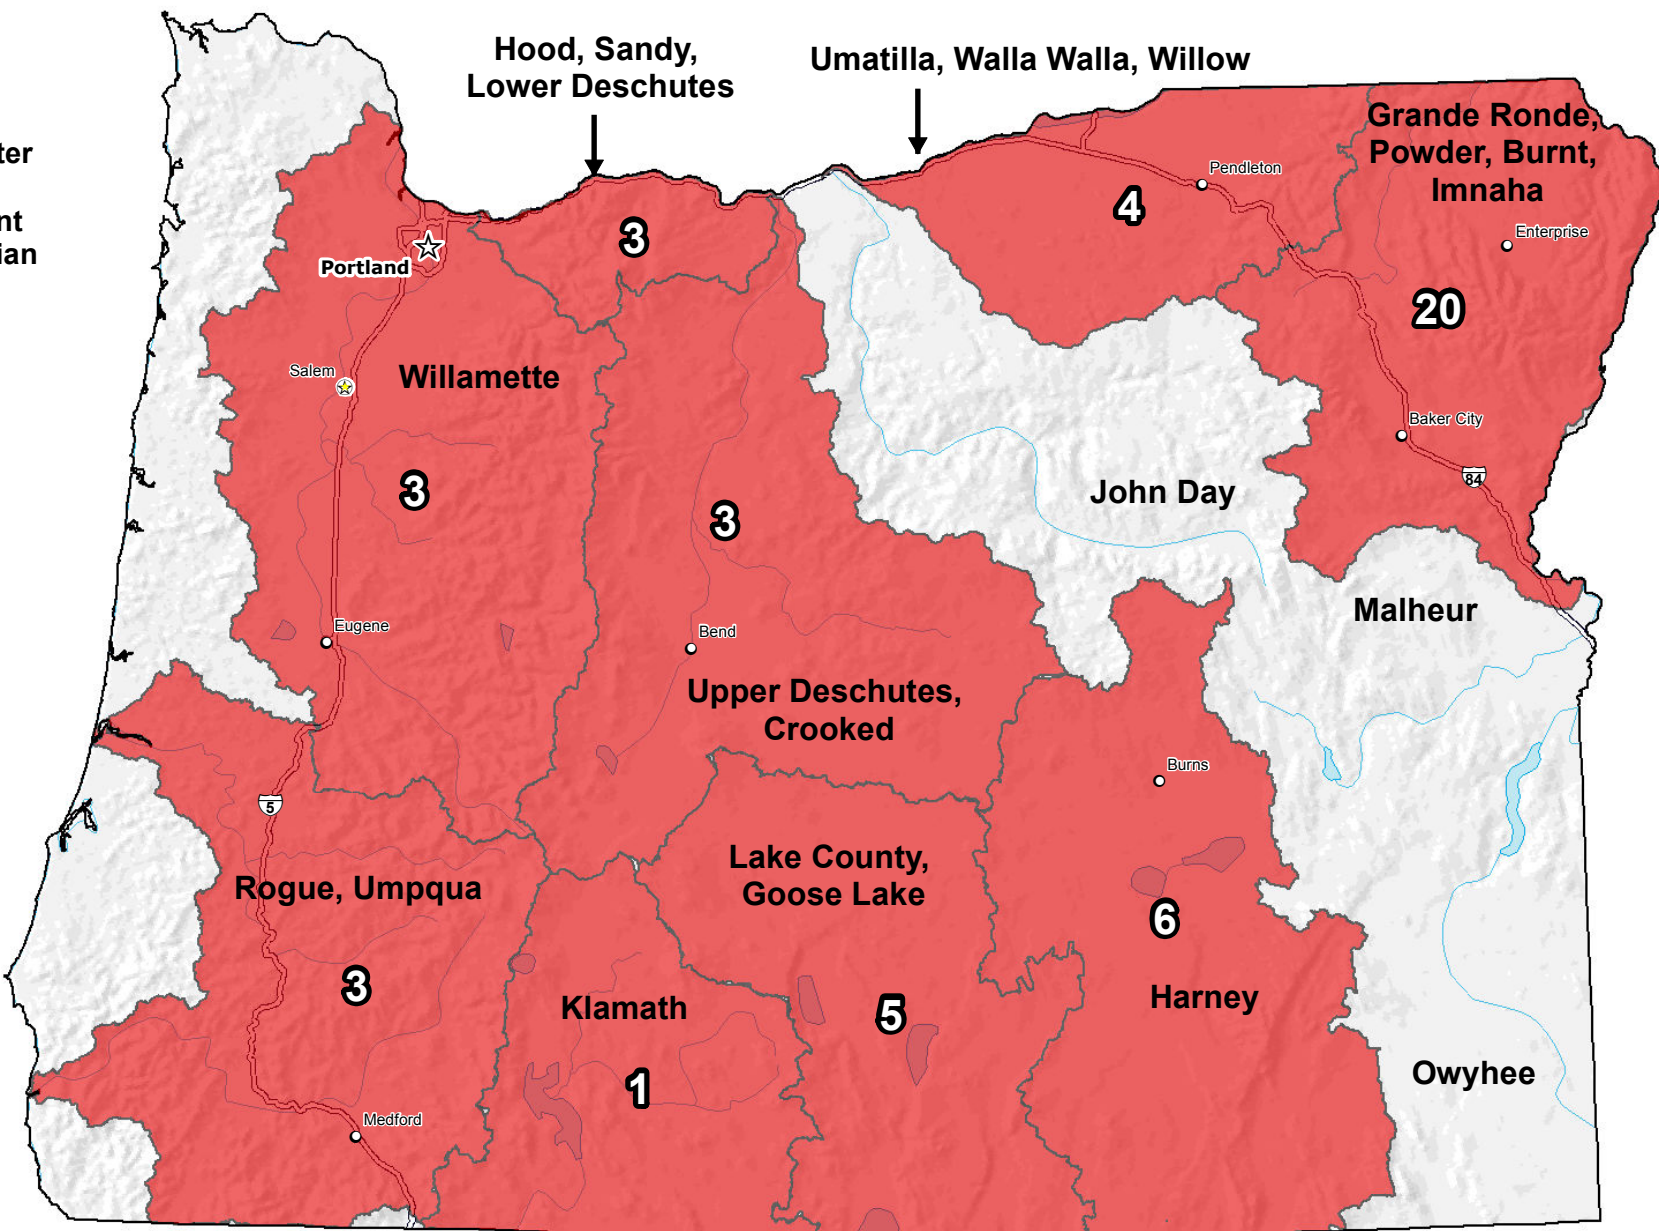 Hood, Sandy,
Lower Deschutes
Umatilla, Walla Walla, Willow
Grande Ronde,
Powder, Burnt,
Imnaha
ter
nt
ian
Pendleton
4
3
Enterprise
Portland
20
Salem
Willamette
Baker City
84
3
3
John Day
Malheur
Eugene
Bend
Upper Deschutes,
Crooked
Burns
5
Lake County,
Goose Lake
Rogue, Umpqua
6
3
Klamath
5
Harney
1
Owyhee
Medford